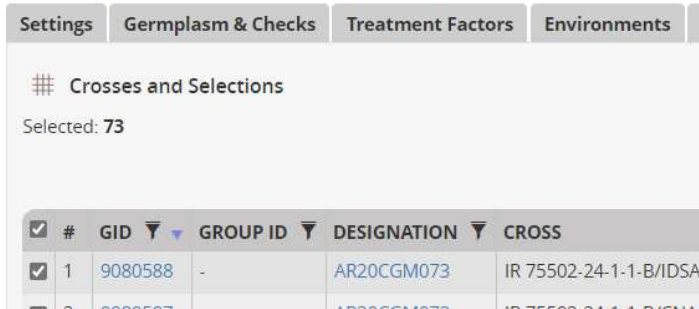 Settings Germplasm & Checks Treatment Factors Environments
Crosses and Selections
Selected: 73
# GID GROUP ID DESIGNATION CROSS
1 9080588 - AR20CGM073 IR 75502-24-1-1-B/IDSA